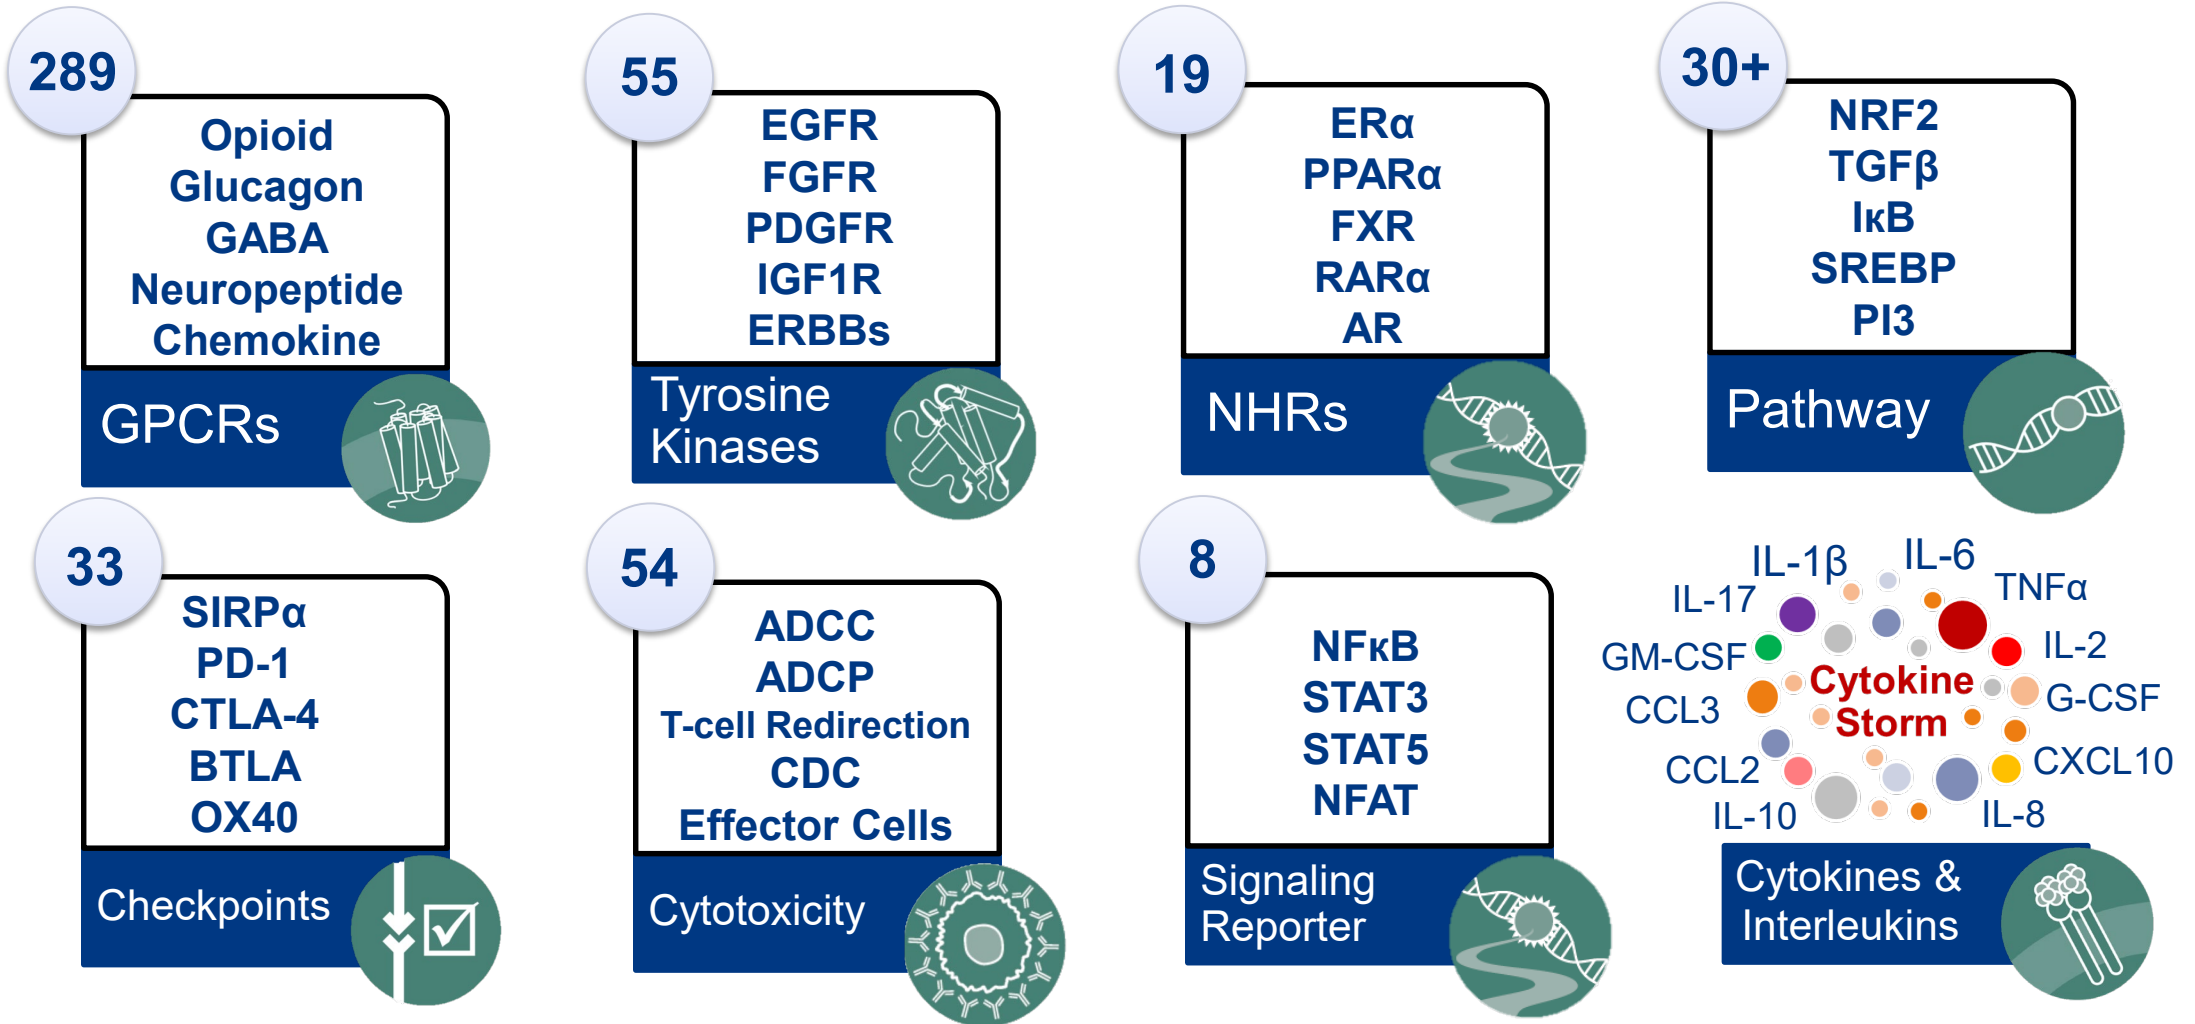 289
Opioid
Glucagon
GABA
Neuropeptide
Chemokine
GPCRs
55
EGFR
FGFR
PDGFR
IGF1R
ERBBs
Tyrosine
Kinases
19
ERα
PPARα
FXR
RARα
AR
NHRs
30+
NRF2
TGFβ
IκB
SREBP
PI3
Pathway
33
SIRPα
PD-1
CTLA-4
BTLA
OX40
Checkpoints
54
ADCC
ADCP
T-cell Redirection
CDC
Effector Cells
Cytotoxicity
8
NFκB
STAT3
STAT5
NFAT
Signaling
Reporter
IL-1β
IL-6
IL-17
TNFα
GM-CSF
IL-2
Cytokine
Storm
CCL3
G-CSF
CCL2
CXCL10
IL-10
IL-8
Cytokines &
Interleukins